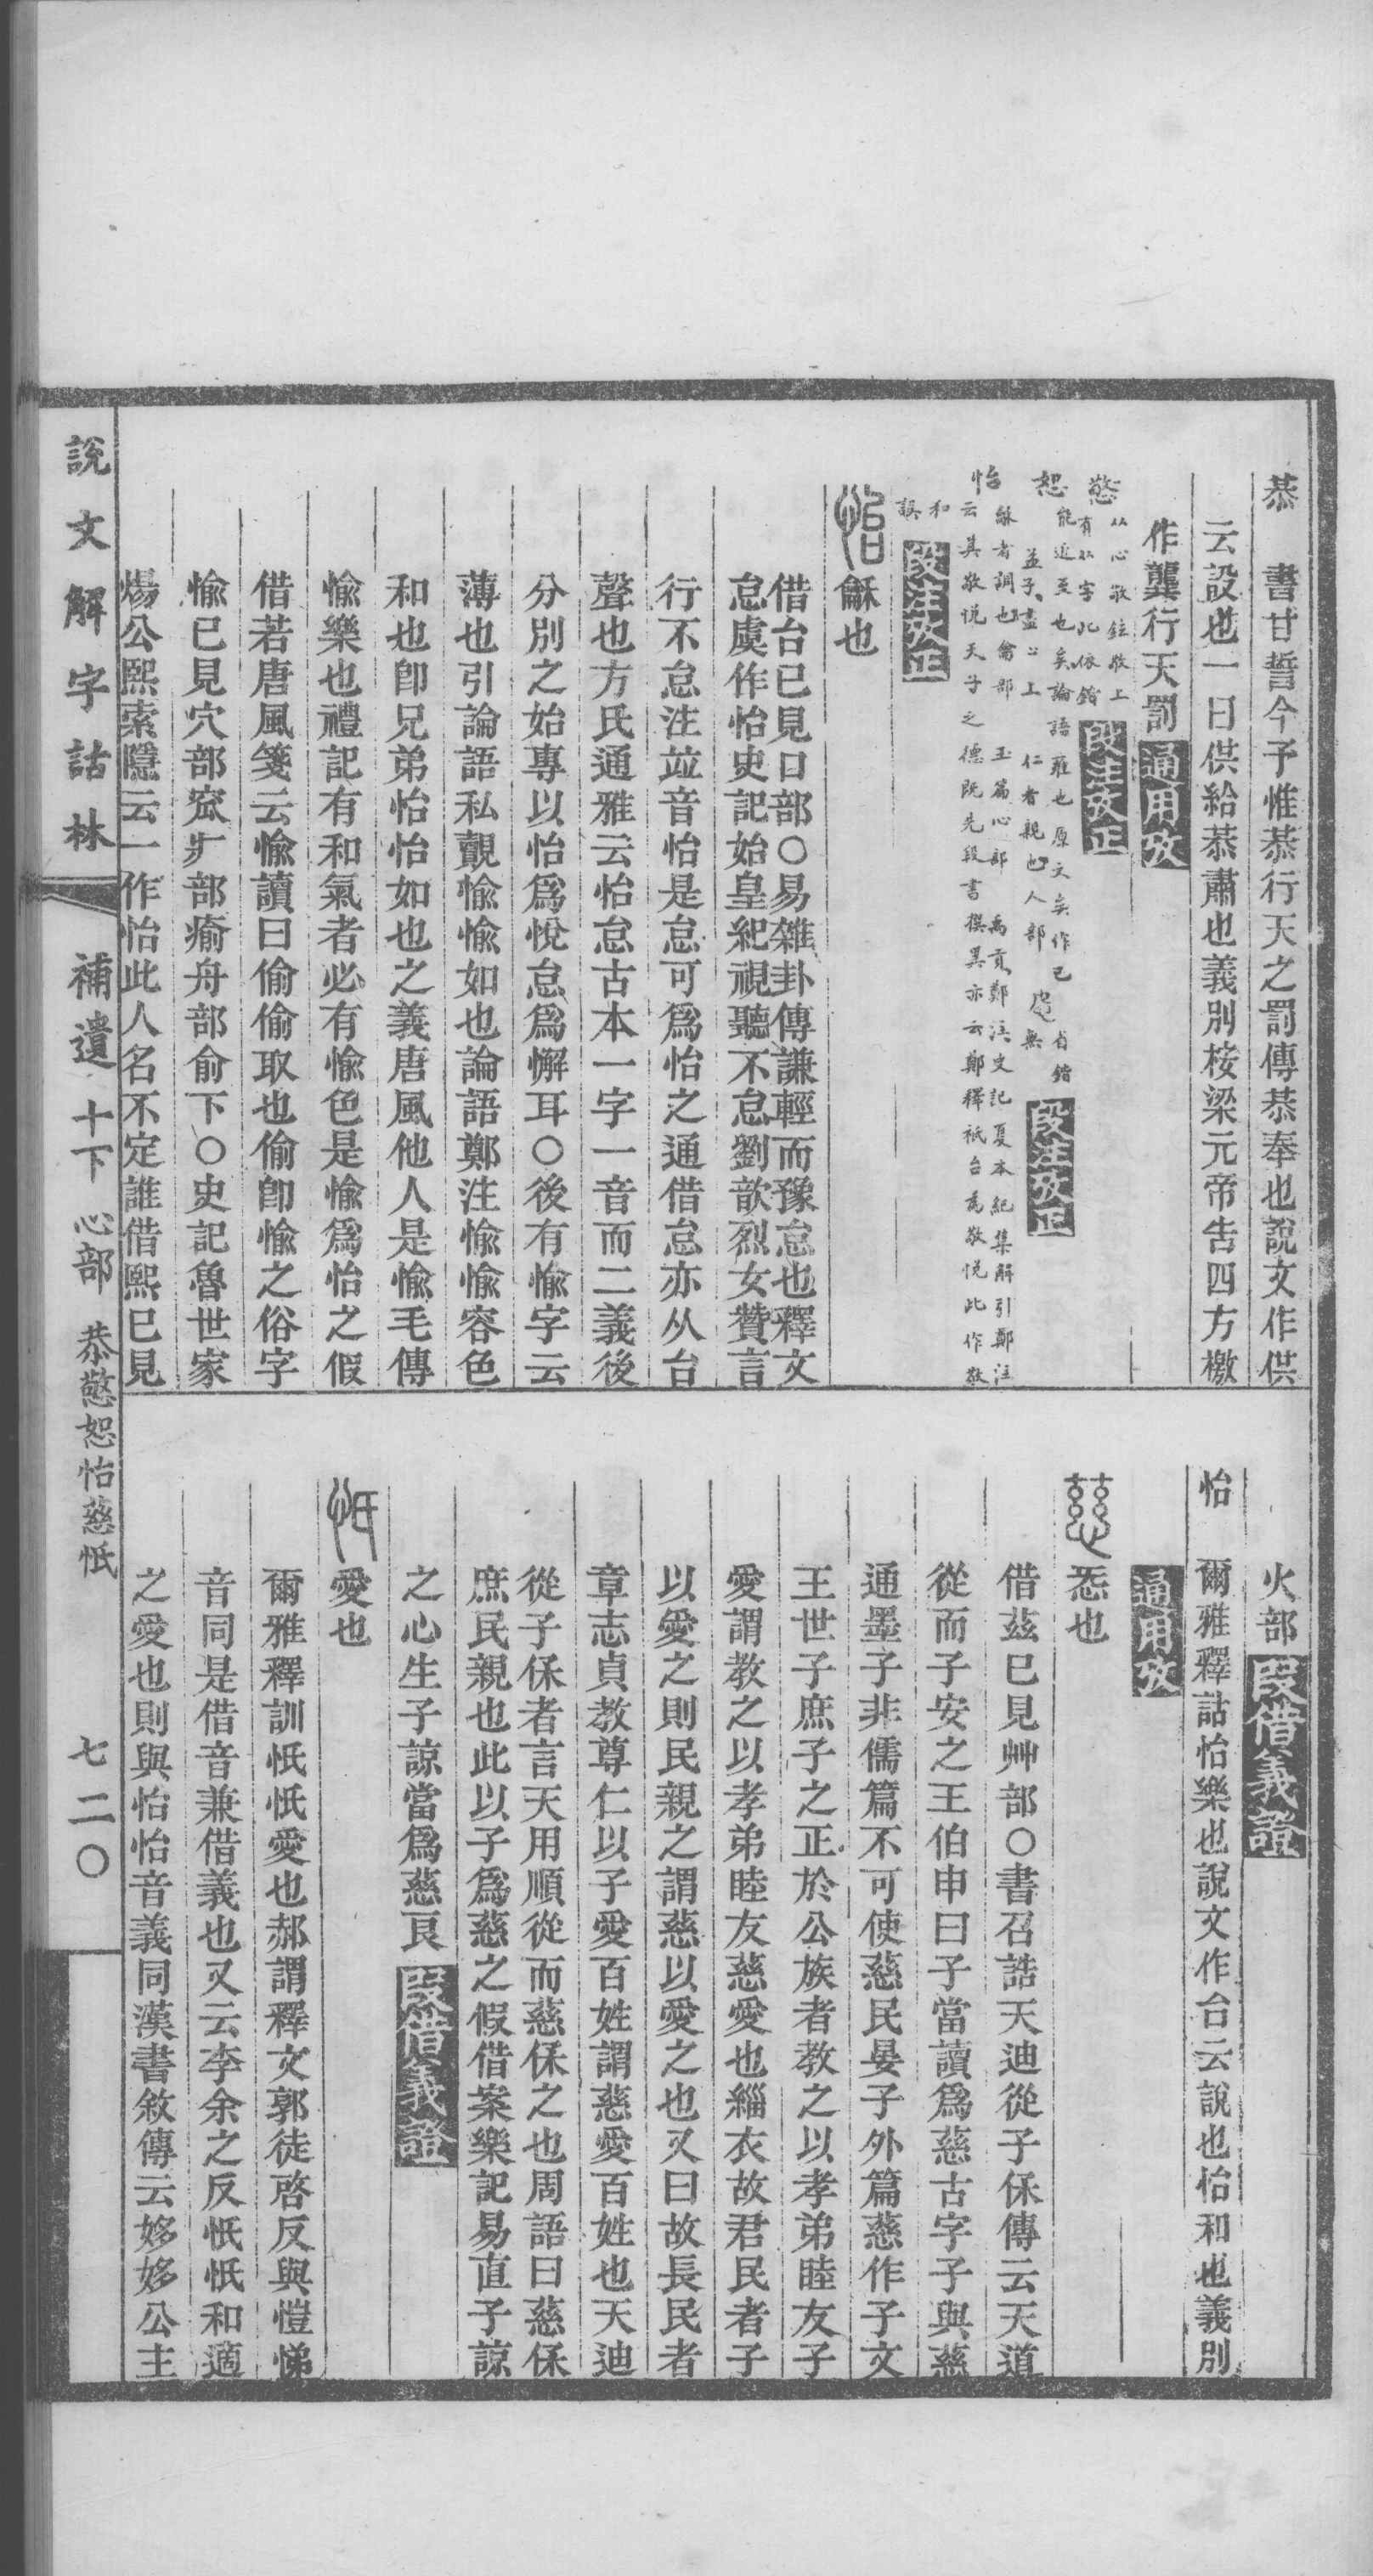 恭　書甘誓今予惟恭行天之罰傳恭奉也說文作供
云設也一曰供給恭肅也義別桉梁元帝告四方檄
作龔行天罰通用攷
憼 从心敬 敬上
有 从字此依鍇 段注攷正
恕 能近 至也矣論語雍也原文矣作已 省鍇
孟子盡心上 仁者親也人部 處無 段注攷正
怡 龢者調也龠部 玉篇心部 禹貢鄭注史記夏本紀集解引鄭注
云其敬悅天子之德既先段書撰異亦云鄭釋祇台爲敬悅此作敬
和
誤 段注攷正
怡 龢也
借台已見口部〇易雜卦傳謙輕而豫怠也釋文
怠虞作怡史記始皇紀視聽不怠劉歆烈女贊言
行不怠注竝音怡是怠可爲怡之通借怠亦从台
聲也方氏通雅云怡怠古本一字一音而二義後
分別之始專以怡爲悅怠爲懈耳〇後有愉字云
薄也引論語私覿愉愉如也論語鄭注愉愉容色
和也卽兄弟怡怡如也之義唐風他人是愉毛傳
愉樂也禮記有和氣者必有愉色是愉爲怡之假
借若唐風箋云愉讀曰偷偷取也偷卽愉之俗字
愉已見穴部窊疒部瘉舟部俞下〇史記魯世家
煬公熙索隱云一作怡此人名不定誰借熙已見
火部段借義證
怡　爾雅釋詁怡樂也說文作台云說也怡和也義別
通用攷
慈 㤅也
借茲已見艸部〇書召誥天迪從子保傳云天道
從而子安之王伯申曰子當讀爲慈古字子與慈
通墨子非儒篇不可使慈民晏子外篇慈作子文
王世子庶子之正於公族者教之以孝弟睦友子
愛謂教之以孝弟睦友慈愛也緇衣故君民者子
以愛之則民親之謂慈以愛之也又曰故長民者
章志貞教尊仁以子愛百姓謂慈愛百姓也天迪
從子保者言天用順從而慈保之也周語曰慈保
庶民親也此以子爲慈之假借案樂記易直子諒
之心生子諒當爲慈良段借義證
忯 愛也
爾雅釋訓忯忯愛也郝謂釋文郭徒啓反與愷悌
音同是借音兼借義也又云李余之反忯忯和適
之愛也則與怡怡音義同漢書敘傳云姼姼公主
說文解字詁林
補遺　十下　心部　恭憼恕怡慈忯
七二〇